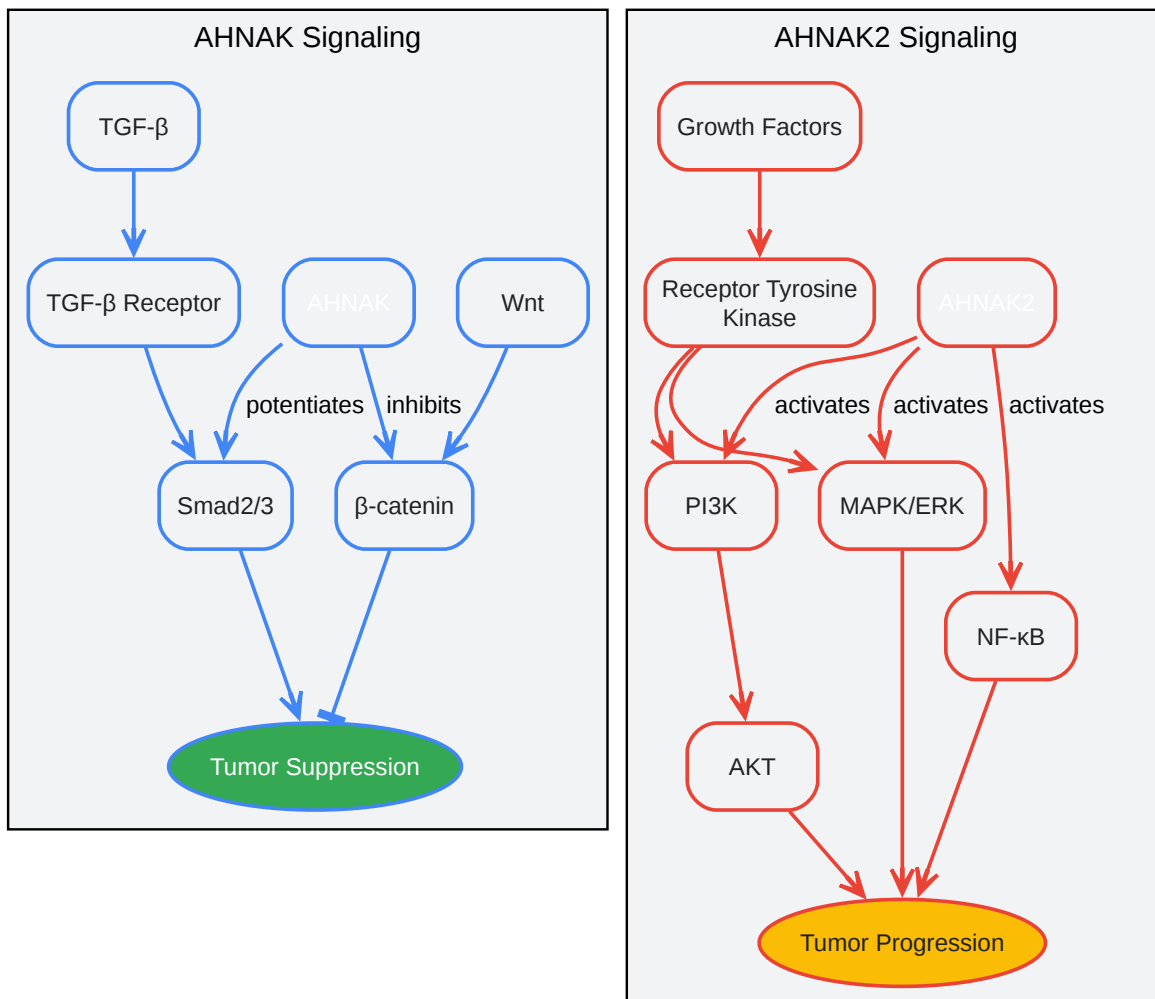 AHNAK Signaling
TGF-β
TGF-β Receptor
AHNAK
Wnt
potentiates
inhibits
Smad2/3
β-catenin
Tumor Suppression
AHNAK2 Signaling
Growth Factors
Receptor Tyrosine
Kinase
AHNAK2
activates
activates
activates
PI3K
MAPK/ERK
NF-κB
AKT
Tumor Progression